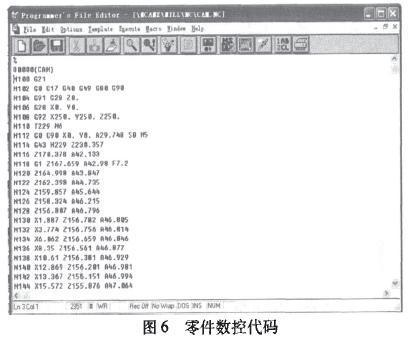 Programmer's File Editor - [\NCAMX\MILL\NC\CAM.NC]
File Edit Options Template Execute Macro Window Help
%
O0000(CAM)
N100 G21
N102 G0 G17 G40 G49 G80 G90
N104 G91 G28 Z0.
N106 G28 X0. Y0.
N108 G92 X250. Y250. Z250.
N110 T229 M6
N112 G0 G90 X0. Y0. A29.748 S0 M5
N114 G43 H229 Z230.357
N116 Z170.378 A42.133
N118 G1 Z167.659 A42.98 F7.2
N120 Z164.998 A43.847
N122 Z162.398 A44.735
N124 Z159.857 A45.644
N126 Z158.324 A46.215
N128 Z156.807 A46.796
N130 X1.887 Z156.782 A46.805
N132 X3.774 Z156.756 A46.814
N134 X6.062 Z156.659 A46.846
N136 X8.35 Z156.561 A46.877
N138 X10.61 Z156.381 A46.929
N140 X12.869 Z156.201 A46.981
N142 X13.367 Z156.151 A46.994
N144 X15.572 Z155.876 A47.064
Ln 3 Col 1 2351 WR Rec Off No Wrap DOS INS NUM
图6 零件数控代码